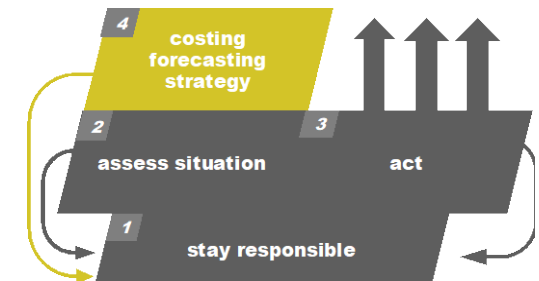 4
costing
forecasting
strategy
2
assess situation
3
act
1
stay responsible